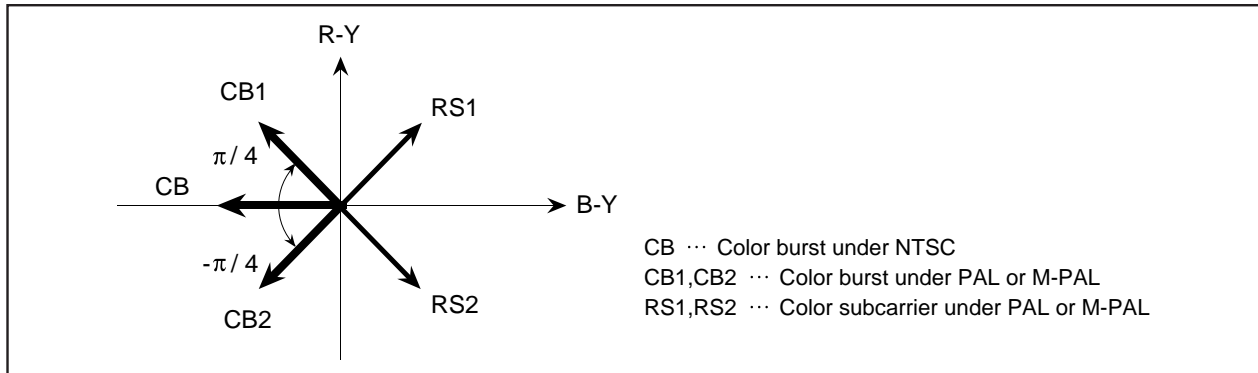 R-Y
CB1
RS1
π/ 4
CB
B-Y
-π/ 4
CB2
RS2
CB ··· Color burst under NTSC
CB1,CB2 ··· Color burst under PAL or M-PAL
RS1,RS2 ··· Color subcarrier under PAL or M-PAL